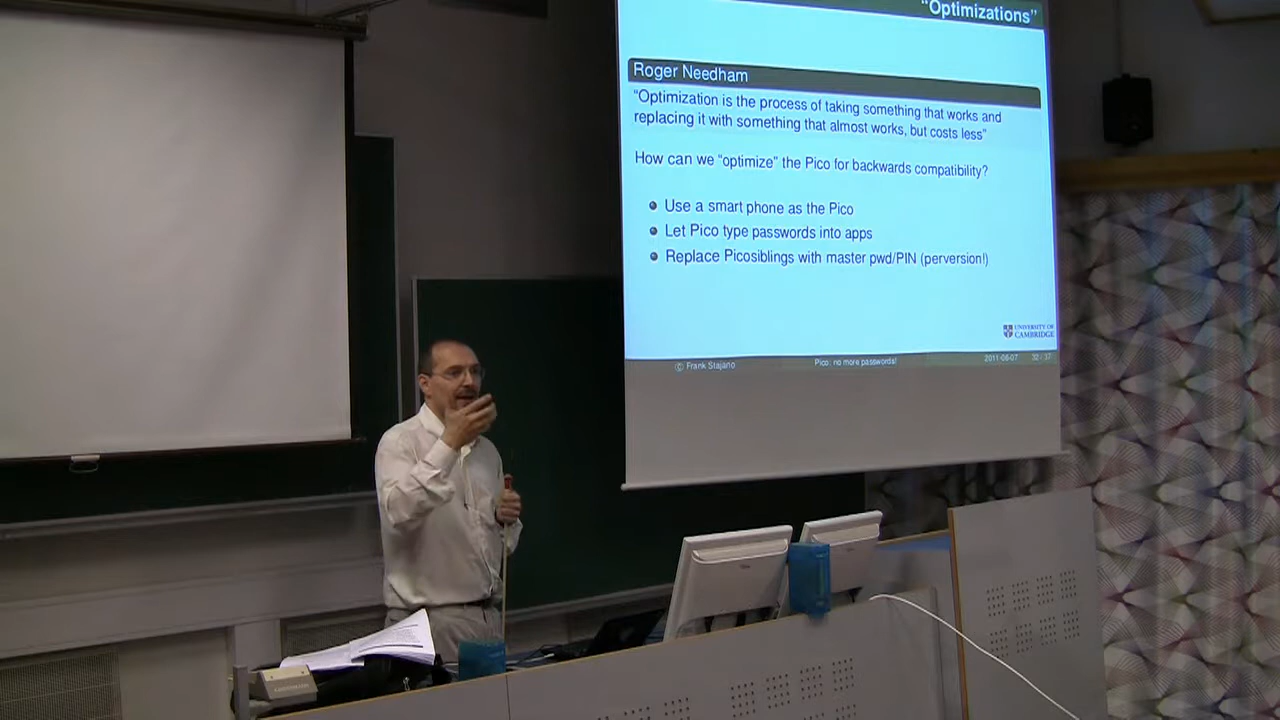 "Optimizations"
Roger Needham
"Optimization is the process of taking something that works and
replacing it with something that almost works, but costs less"
How can we "optimize" the Pico for backwards compatibility?
Use a smart phone as the Pico
Let Pico type passwords into apps
Replace Picosiblings with master pwd/PIN (perversion!)
UNIVERSITY OF
CAMBRIDGE
© Frank Stajano
Pico: no more passwords!
2011-06-07
32 / 37